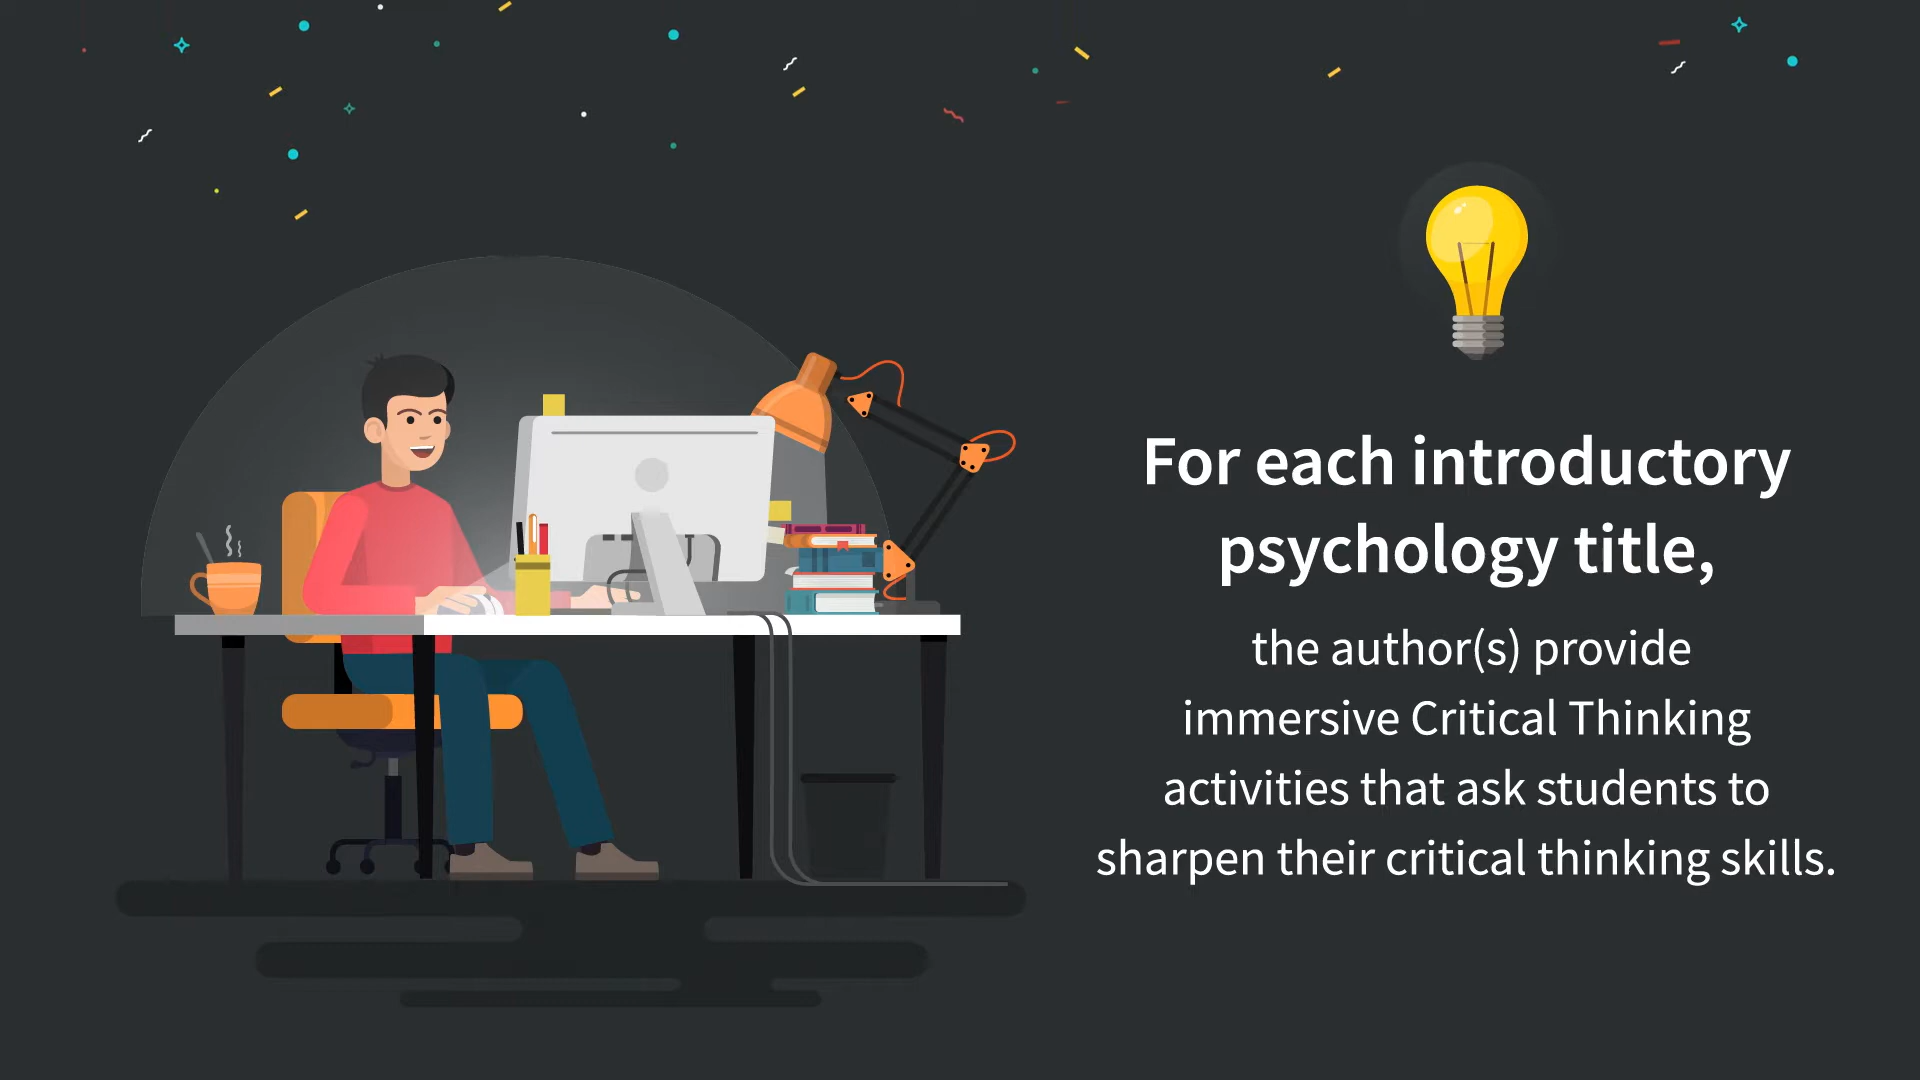 For each introductory
psychology title,
the author(s) provide
immersive Critical Thinking
activities that ask students to
sharpen their critical thinking skills.